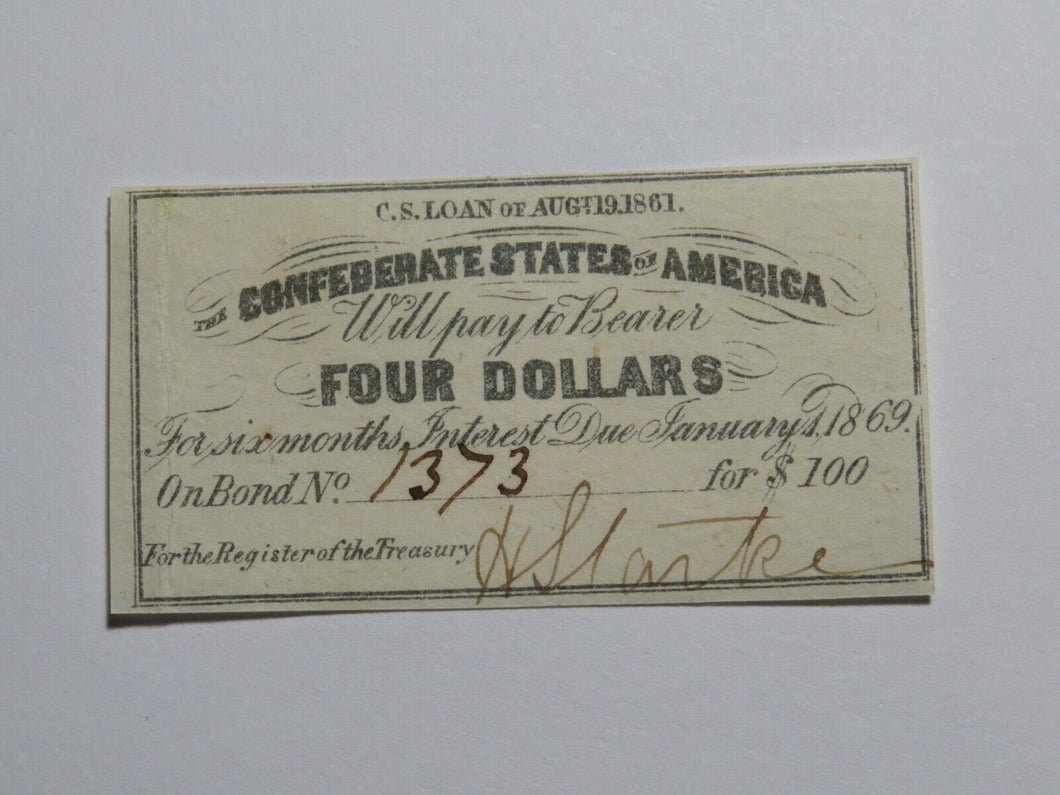 C.S. LOAN OF AUGT. 19. 1861.
THE CONFEDERATE STATES OF AMERICA
Will pay to Bearer
FOUR DOLLARS
For six months Interest Due January 1, 1869.
On Bond No. 1373 for $ 100
For the Register of the Treasury